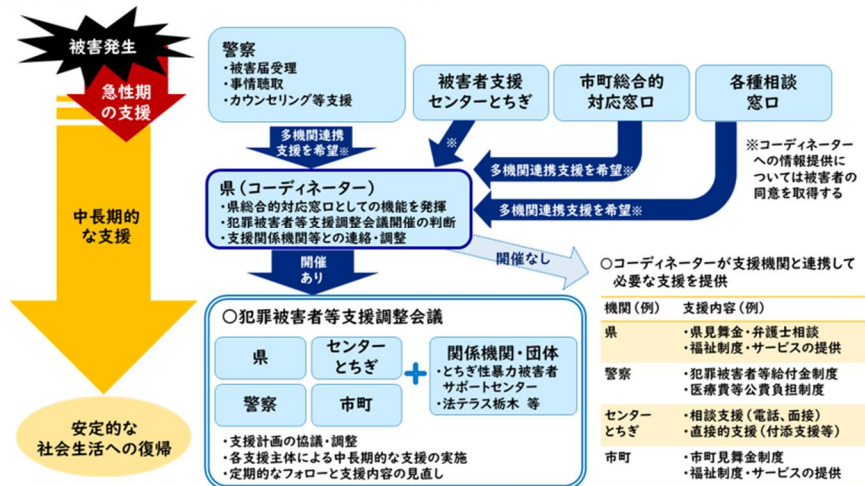 被害発生
急性期
の支援
中長期的
な支援
安定的な
社会生活への復帰
警察
・被害届受理
・事情聴取
・カウンセリング等支援
被害者支援
センターとちぎ
市町総合的
対応窓口
各種相談
窓口
多機関連携
支援を希望※
※
多機関連携支援を希望※
多機関連携支援を希望※
※コーディネーター
への情報提供に
ついては被害者の
同意を取得する
県（コーディネーター）
・県総合的対応窓口としての機能を発揮
・犯罪被害者等支援調整会議開催の判断
・支援関係機関等との連絡・調整
開催
あり
開催なし
○犯罪被害者等支援調整会議
県
センター
とちぎ
警察
市町
+
関係機関・団体
・とちぎ性暴力被害者
サポートセンター
・法テラス栃木 等
・支援計画の協議・調整
・各支援主体による中長期的な支援の実施
・定期的なフォローと支援内容の見直し
○コーディネーターが支援機関と連携して
必要な支援を提供
機関（例） 支援内容（例）
県 ・県見舞金・弁護士相談
・福祉制度・サービスの提供
警察 ・犯罪被害者等給付金制度
・医療費等公費負担制度
センター ・相談支援（電話、面接）
とちぎ ・直接的支援（付添支援等）
市町 ・市町見舞金制度
・福祉制度・サービスの提供